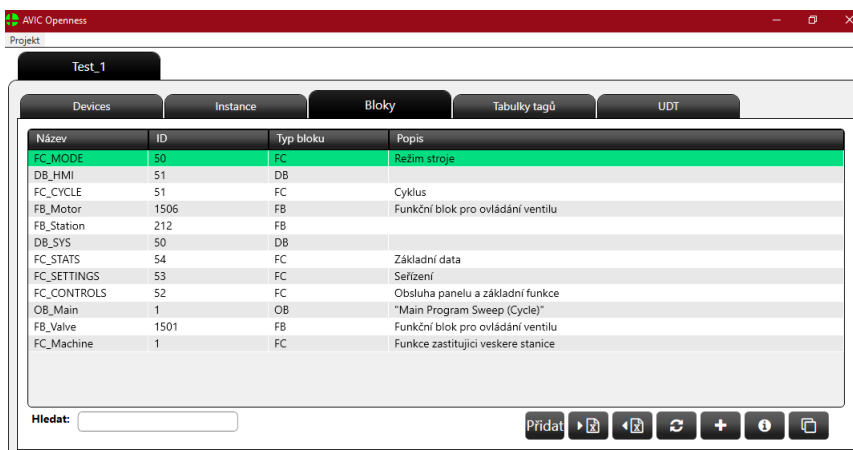 AVIC Openness
Projekt
Test_1
Devices Instance Bloky Tabulky tagů UDT
Název ID Typ bloku Popis
FC_MODE 50 FC Režim stroje
DB_HMI 51 DB
FC_CYCLE 51 FC Cyklus
FB_Motor 1506 FB Funkční blok pro ovládání ventilu
FB_Station 212 FB
DB_SYS 50 DB
FC_STATS 54 FC Základní data
FC_SETTINGS 53 FC Seřízení
FC_CONTROLS 52 FC Obsluha panelu a základní funkce
OB_Main 1 OB "Main Program Sweep (Cycle)"
FB_Valve 1501 FB Funkční blok pro ovládání ventilu
FC_Machine 1 FC Funkce zastitujici veskere stanice
Hledat: Přidat